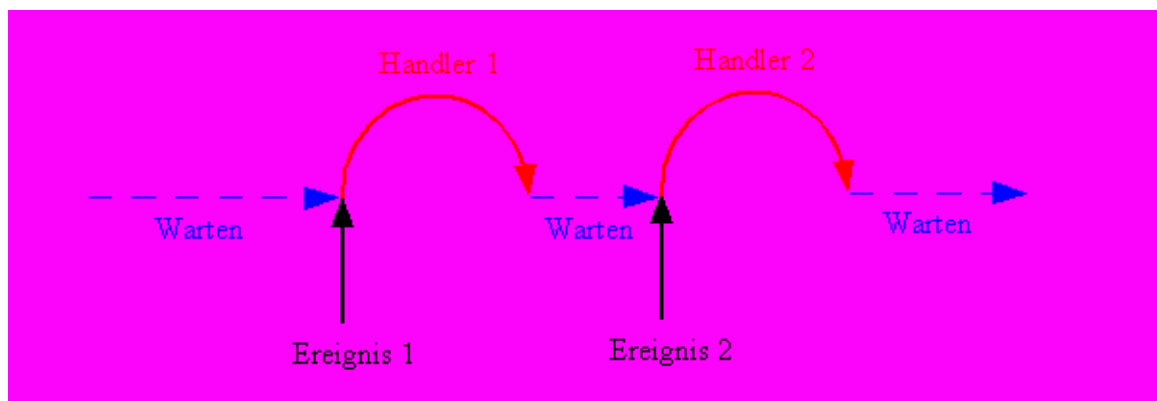 Handler 1
Handler 2
Warten
Warten
Warten
Ereignis 1
Ereignis 2